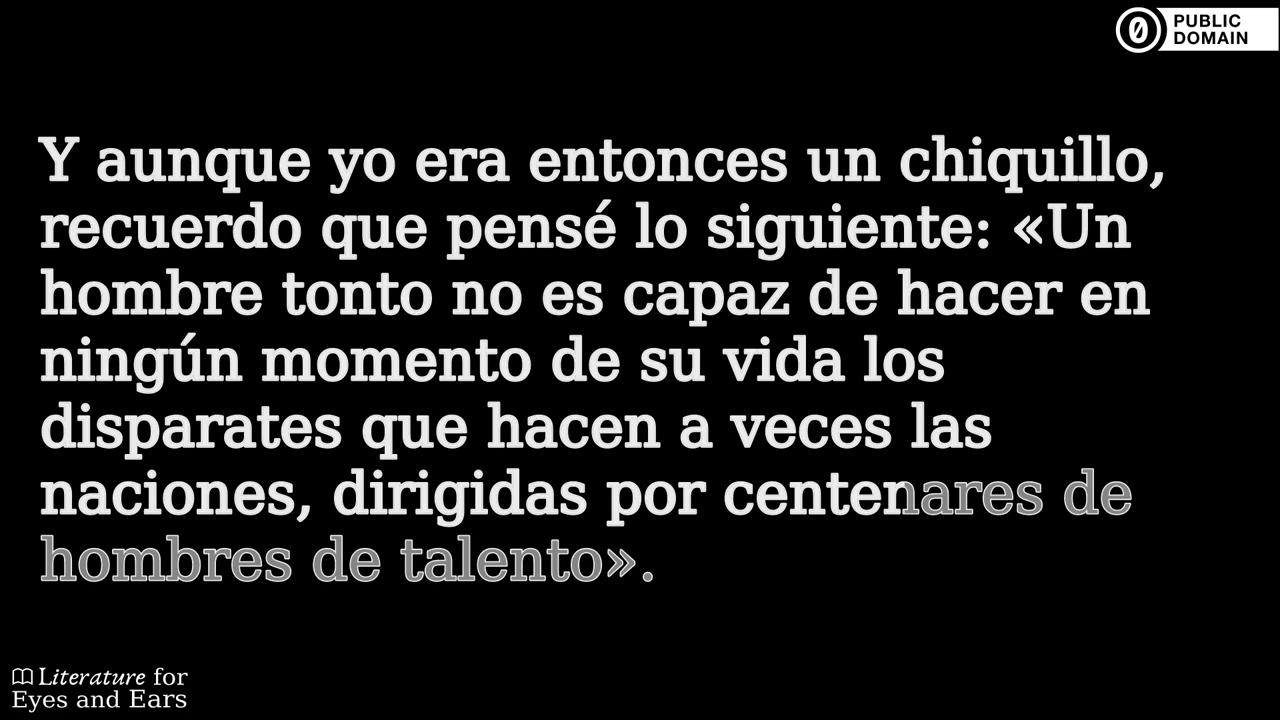 PUBLIC
DOMAIN
Y aunque yo era entonces un chiquillo,
recuerdo que pensé lo siguiente: «Un
hombre tonto no es capaz de hacer en
ningún momento de su vida los
disparates que hacen a veces las
naciones, dirigidas por centenares de
hombres de talento».
Literature for
Eyes and Ears